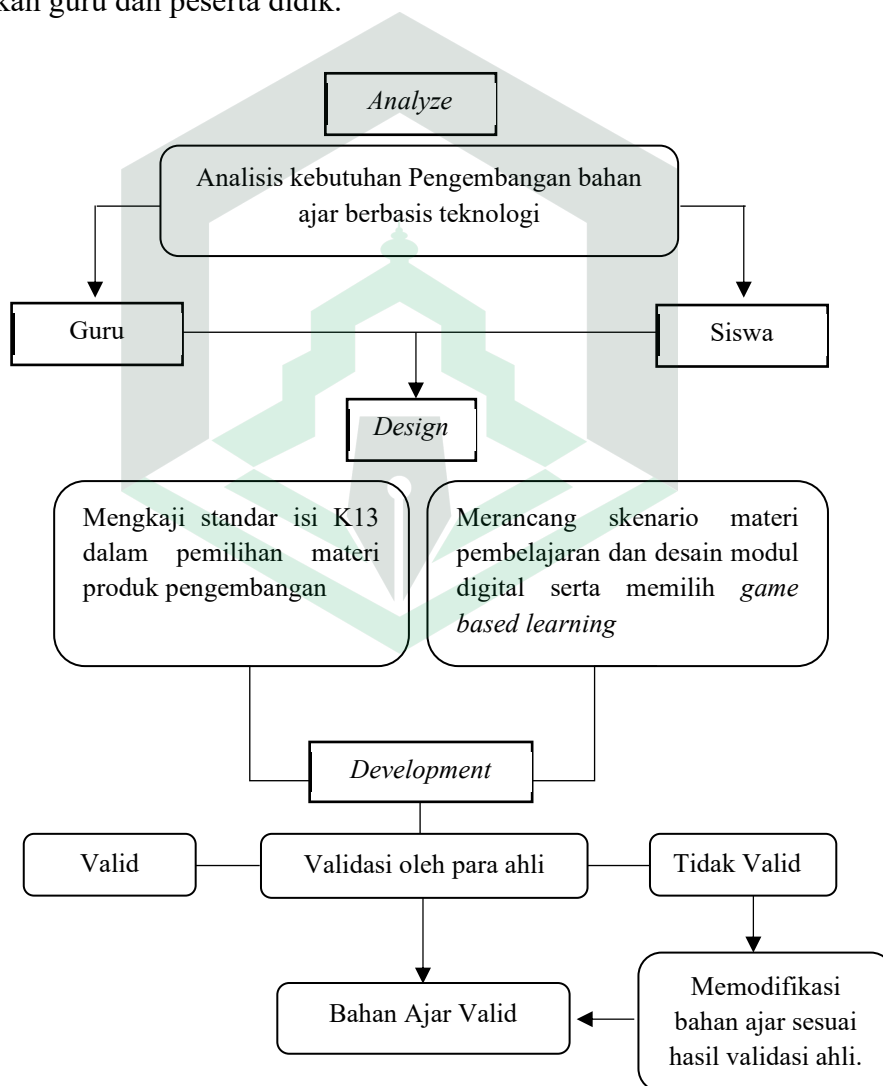 kan guru dan peserta didik.
Analyze
Analisis kebutuhan Pengembangan bahan
ajar berbasis teknologi
Guru
Siswa
Design
Mengkaji standar isi K13
dalam pemilihan materi
produk pengembangan
Merancang skenario materi
pembelajaran dan desain modul
digital serta memilih game
based learning
Development
Valid
Validasi oleh para ahli
Tidak Valid
Bahan Ajar Valid
Memodifikasi
bahan ajar sesuai
hasil validasi ahli.